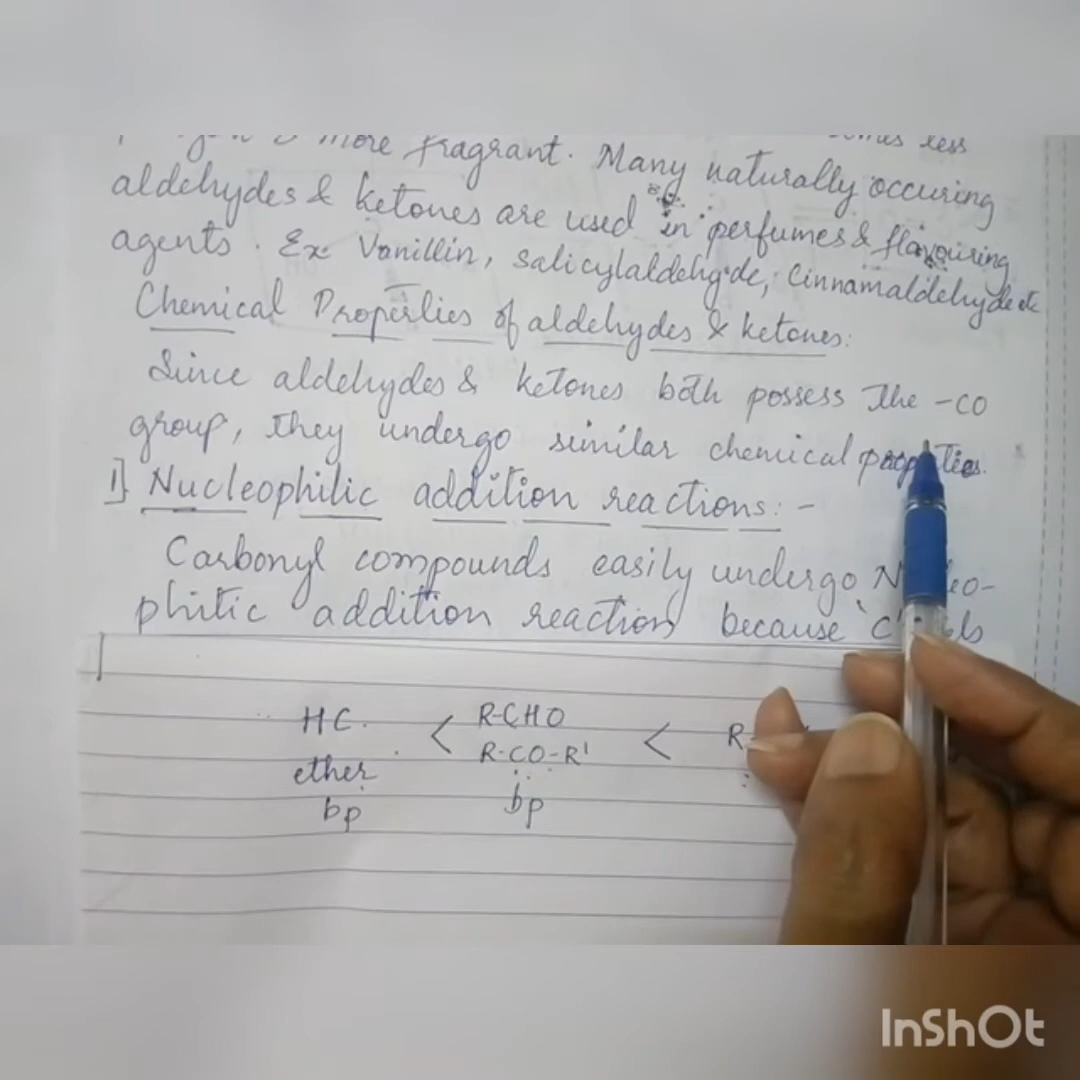 more fragrant. Many naturally occuring less
aldehydes & ketones are used in perfumes & flavouring
agents. Ex Vanillin, Salicylaldehyde, Cinnamaldehyde etc
Chemical Properties of aldehydes & ketones:
Since aldehydes & ketones both possess the -CO
group, they undergo similar chemical properties.
1] Nucleophilic addition reactions: -
Carbonyl compounds easily undergo
philic addition reaction because
HC. < R-CHO < R
ether R-CO-R'
bp bp
InShOt